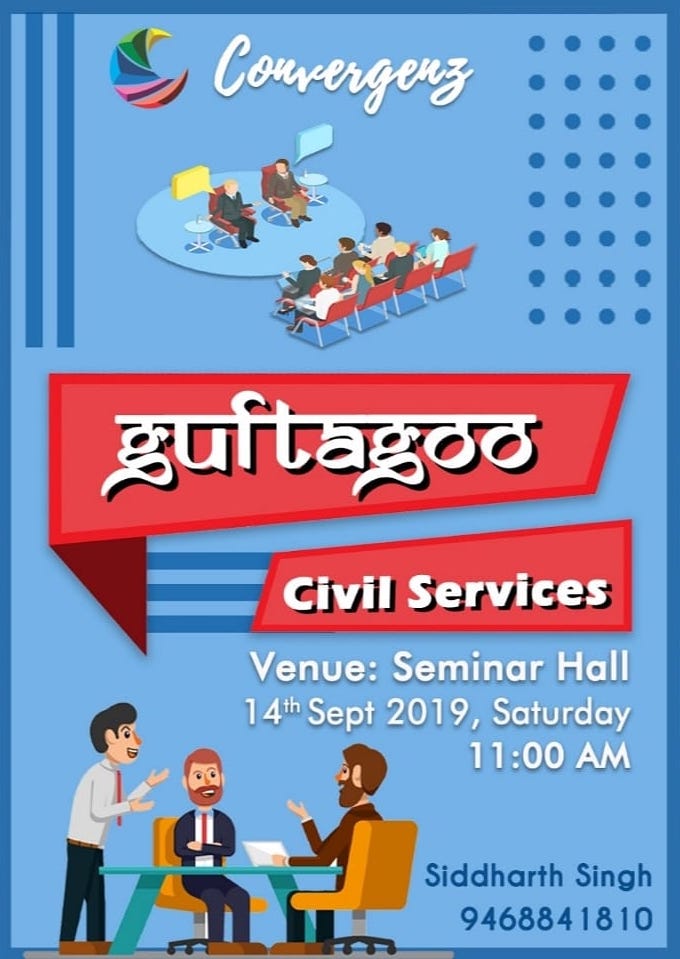 Convergenz
guftagoo
Civil Services
Venue: Seminar Hall
14th Sept 2019, Saturday
11:00 AM
Siddharth Singh
9468841810